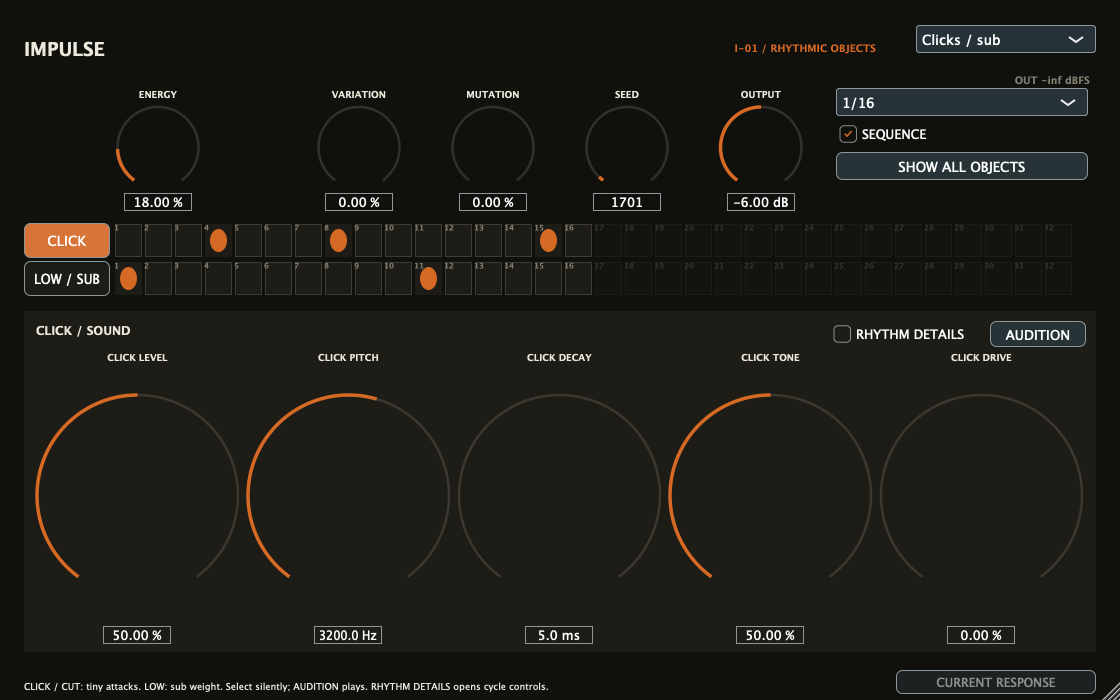 IMPULSE
I-01 / RHYTHMIC OBJECTS
Clicks / sub
OUT -inf dBFS
ENERGY VARIATION MUTATION SEED OUTPUT
1/16
SEQUENCE
SHOW ALL OBJECTS
18.00 % 0.00 % 0.00 % 1701 -6.00 dB
CLICK 1 2 3 4 5 6 7 8 9 10 11 12 13 14 15 16 17 18 19 20 21 22 23 24 25 26 27 28 29 30 31 32
LOW / SUB 1 2 3 4 5 6 7 8 9 10 11 12 13 14 15 16 17 18 19 20 21 22 23 24 25 26 27 28 29 30 31 32
CLICK / SOUND
RHYTHM DETAILS AUDITION
CLICK LEVEL CLICK PITCH CLICK DECAY CLICK TONE CLICK DRIVE
50.00 % 3200.0 Hz 5.0 ms 50.00 % 0.00 %
CLICK / CUT: tiny attacks. LOW: sub weight. Select silently; AUDITION plays. RHYTHM DETAILS opens cycle controls.
CURRENT RESPONSE